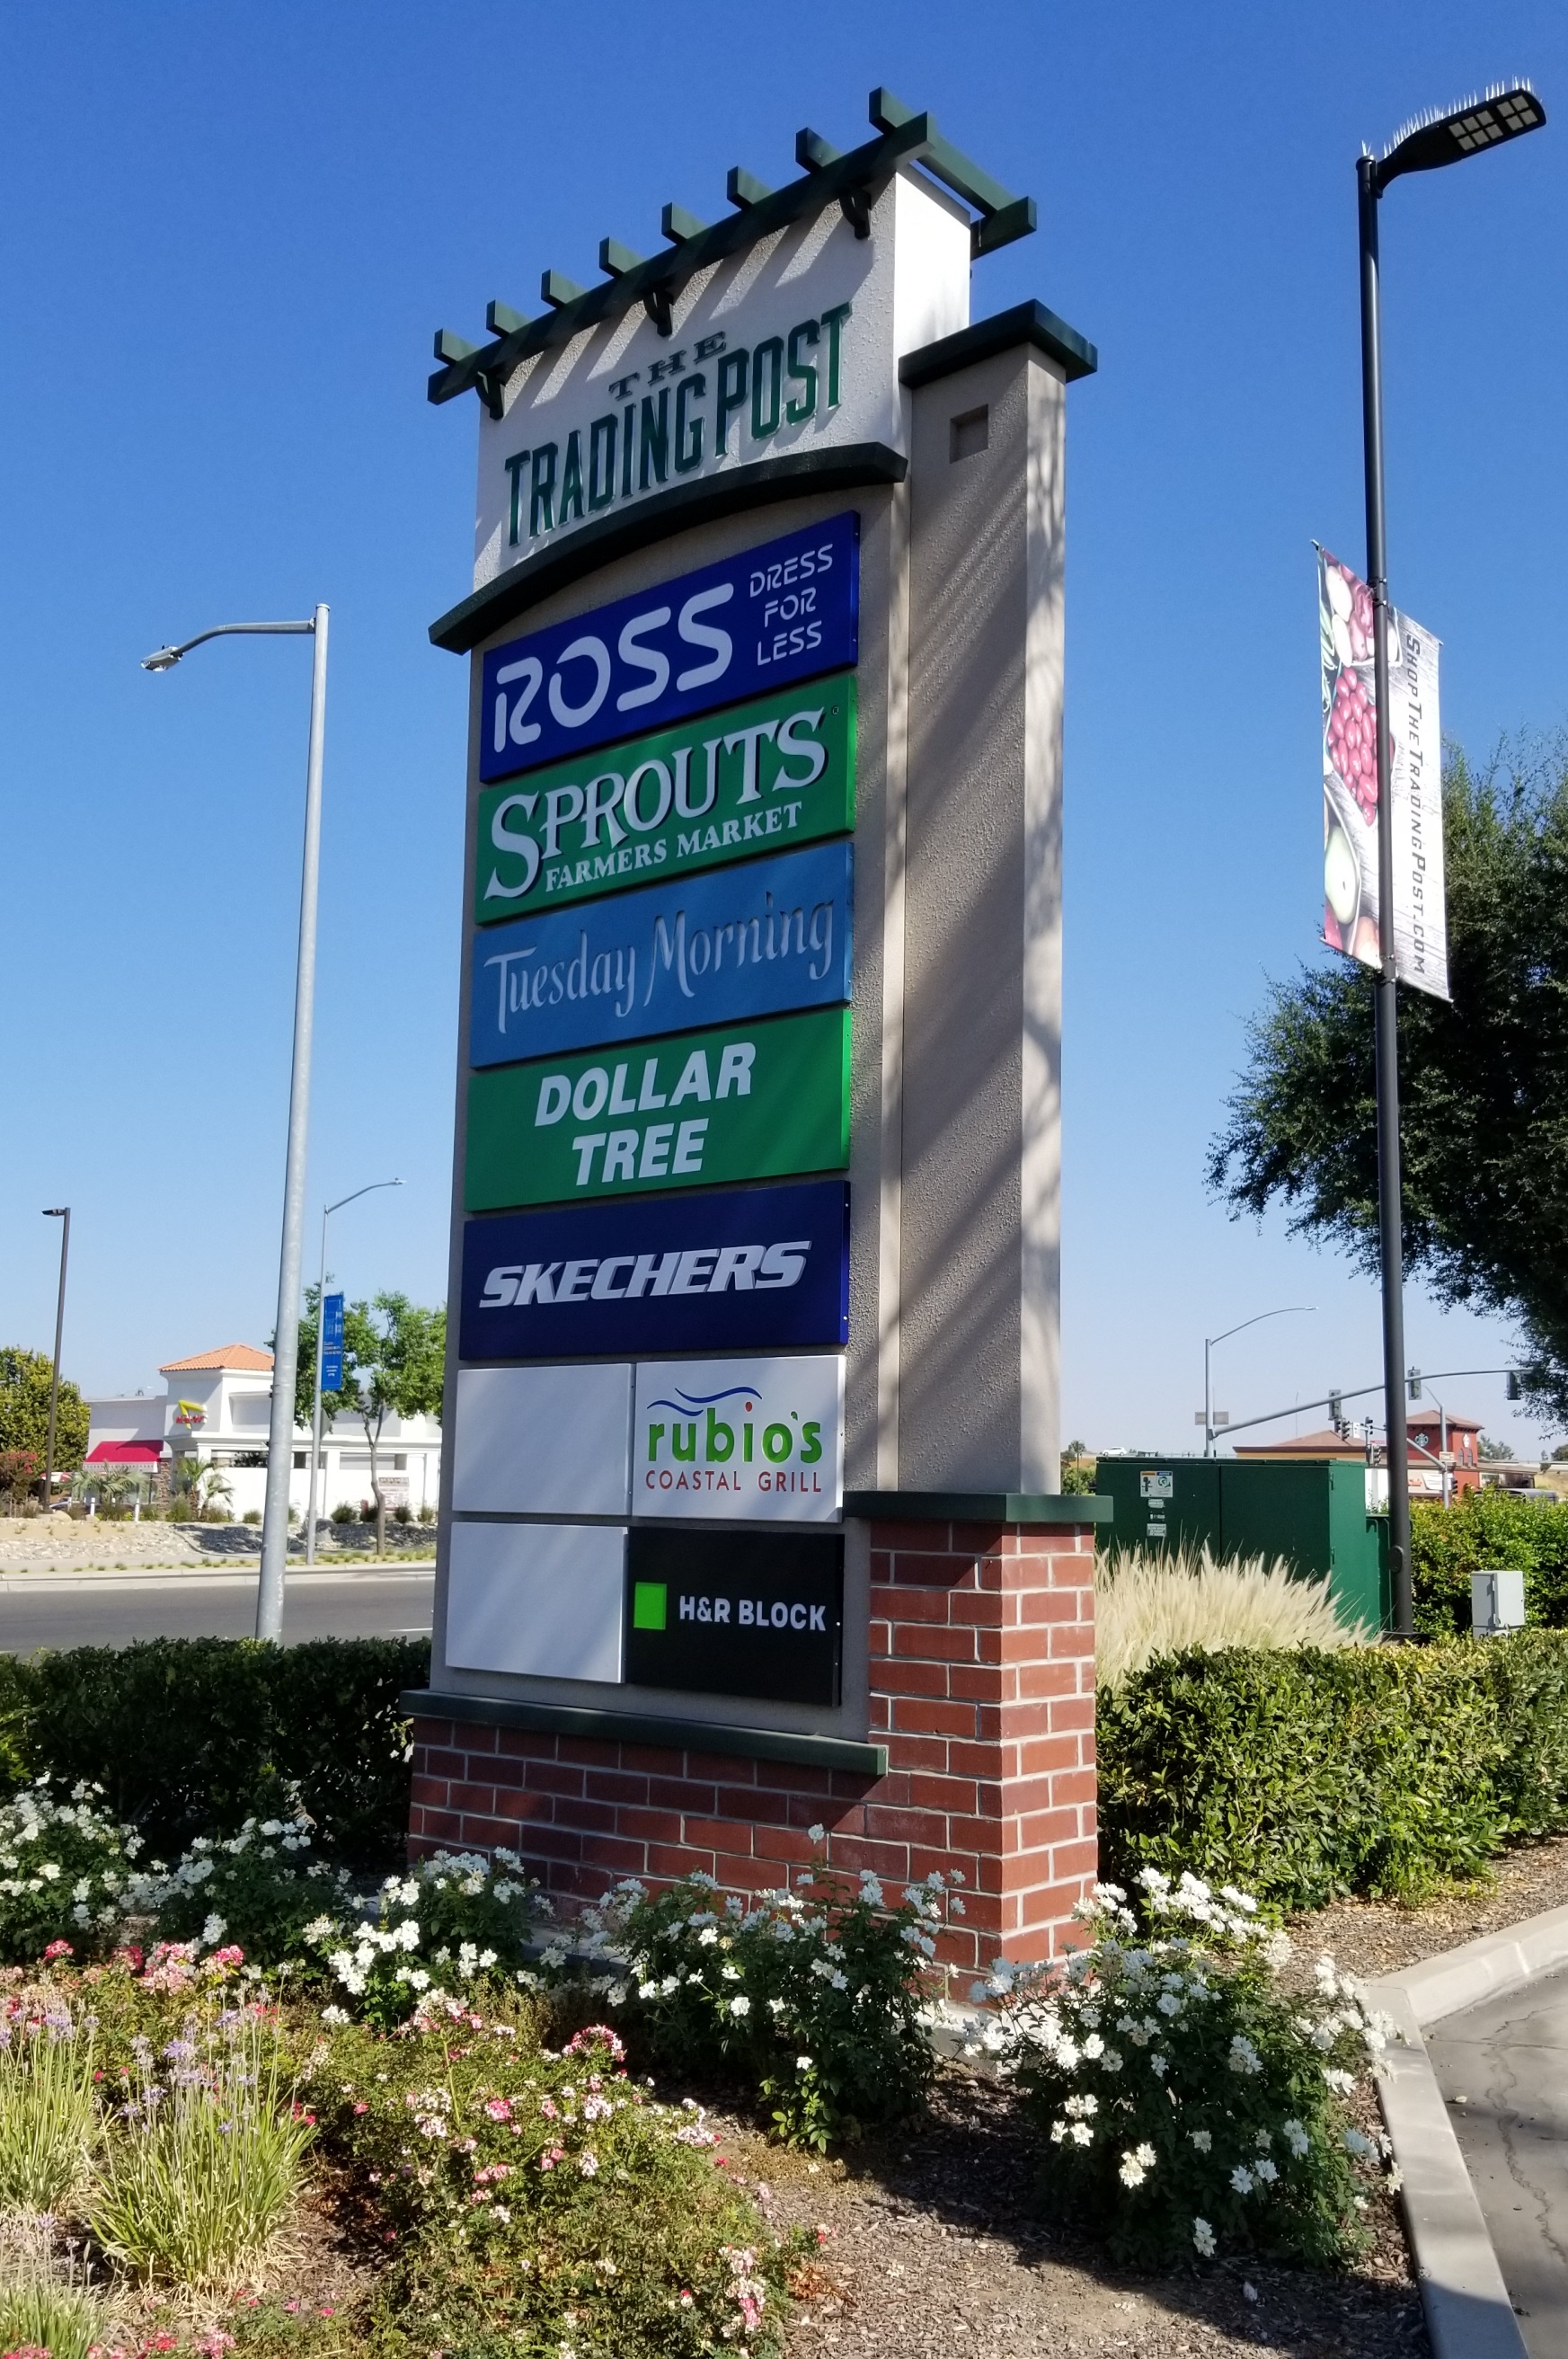 THE
TRADING POST
ROSS
DRESS
FOR
LESS
SPROUTS®
FARMERS MARKET
Tuesday Morning
DOLLAR
TREE
SKECHERS
rubio's
COASTAL GRILL
H&R BLOCK
SHOPTHETRADINGPOST.COM